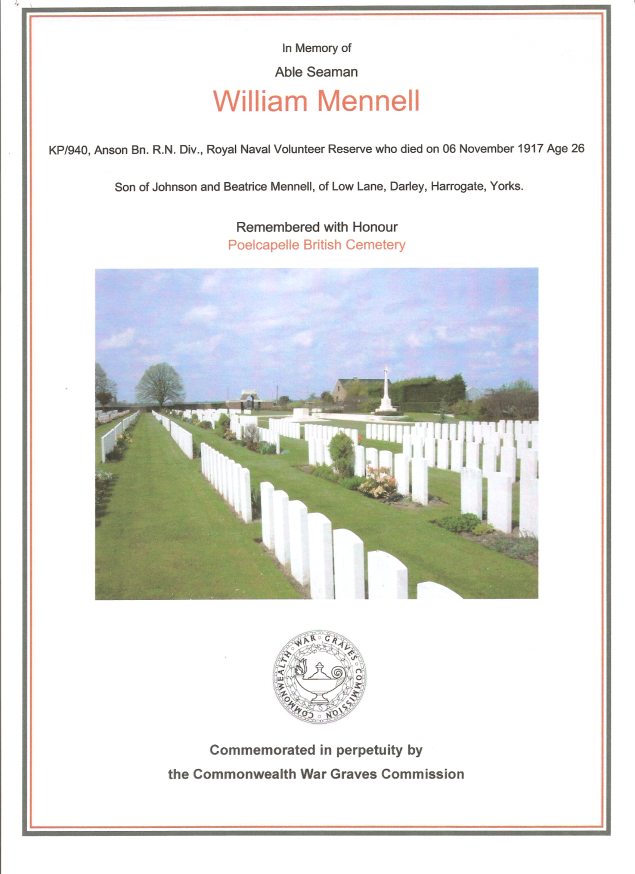 In Memory of
Able Seaman
William Mennell
KP/940, Anson Bn. R.N. Div., Royal Naval Volunteer Reserve who died on 06 November 1917 Age 26
Son of Johnson and Beatrice Mennell, of Low Lane, Darley, Harrogate, Yorks.
Remembered with Honour
Poelcapelle British Cemetery
COMMONWEALTH · WAR · GRAVES · COMMISSION ·
Commemorated in perpetuity by
the Commonwealth War Graves Commission